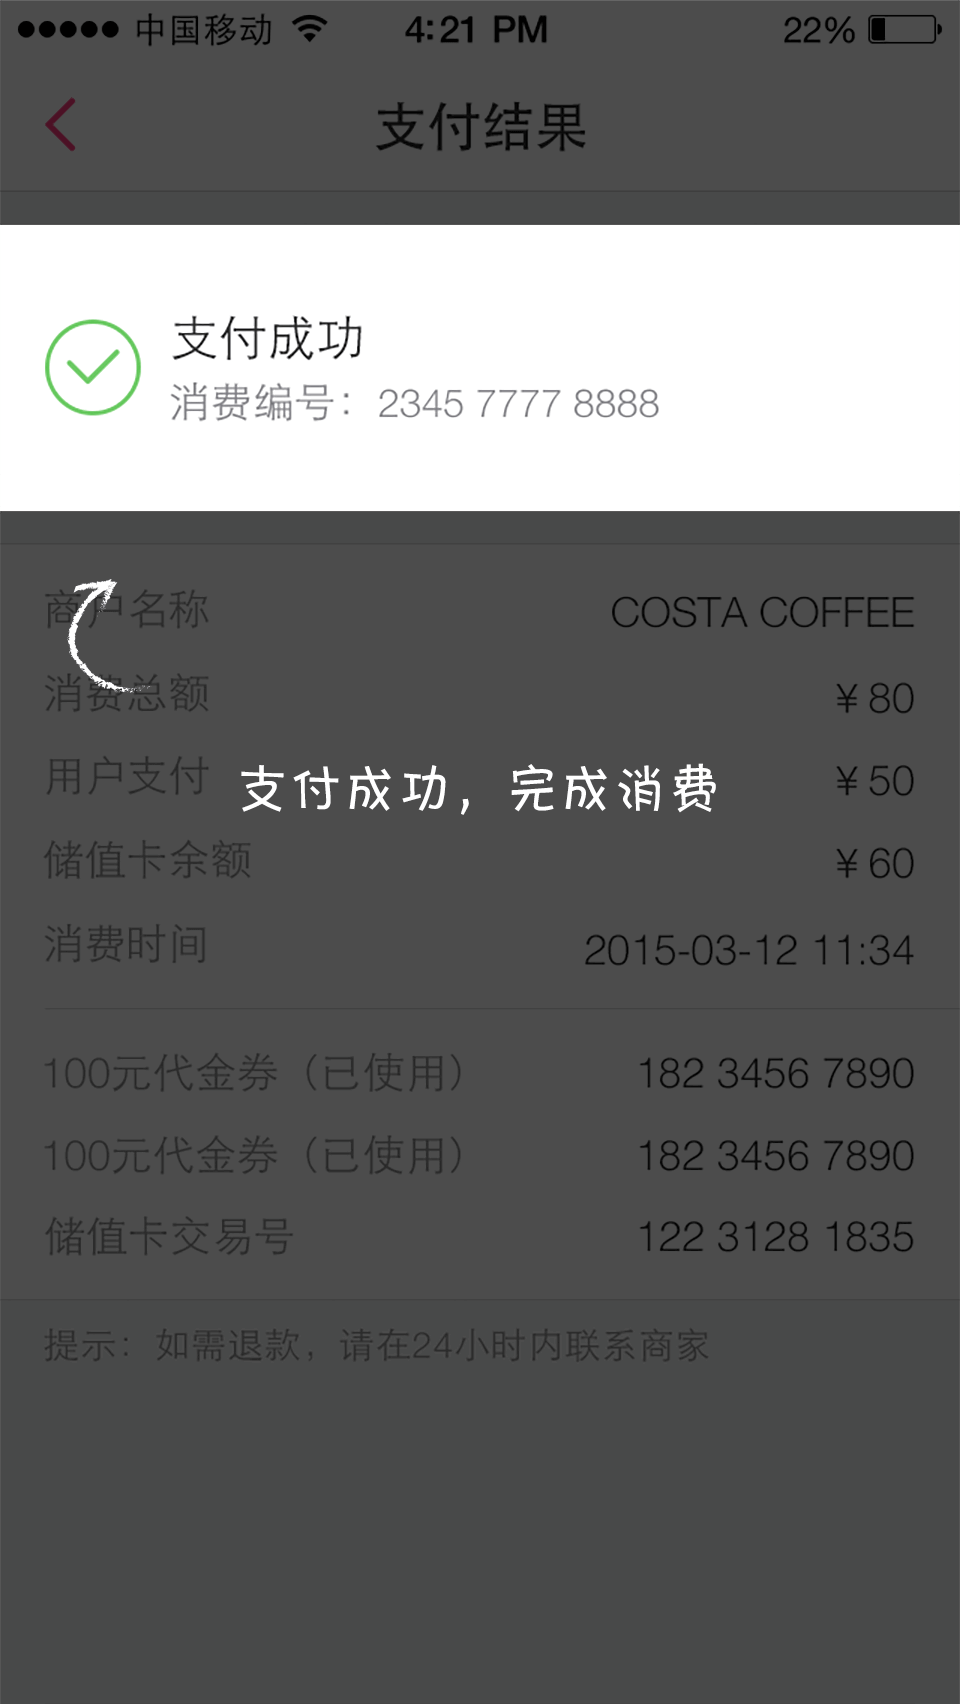 中国移动 4:21 PM 22%
支付结果
支付成功
消费编号：2345 7777 8888
商户名称 COSTA COFFEE
消费总额 ¥80
用户支付 ¥50
支付成功，完成消费
储值卡余额 ¥60
消费时间 2015-03-12 11:34
100元代金券（已使用） 182 3456 7890
100元代金券（已使用） 182 3456 7890
储值卡交易号 122 3128 1835
提示：如需退款，请在24小时内联系商家